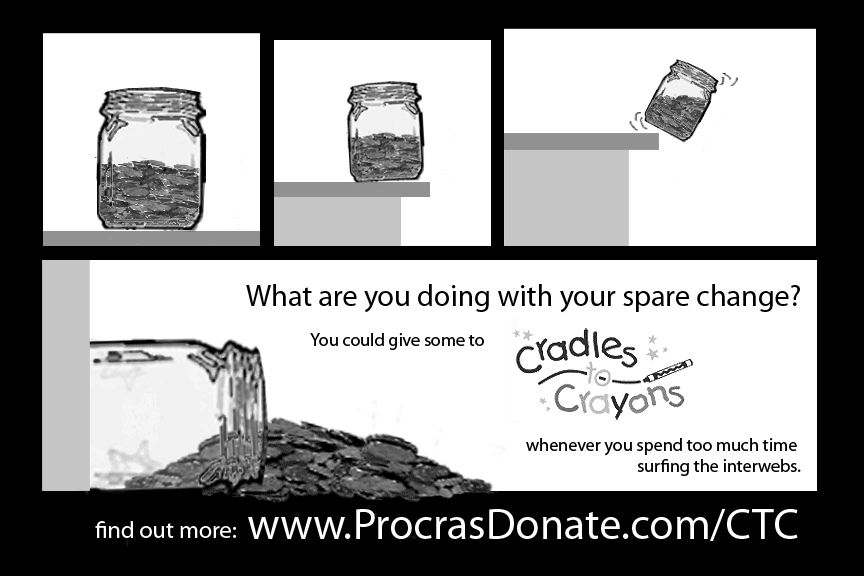 What are you doing with your spare change?
You could give some to
Cradles
to
Crayons
whenever you spend too much time
surfing the interwebs.
find out more: www.ProcrasDonate.com/CTC